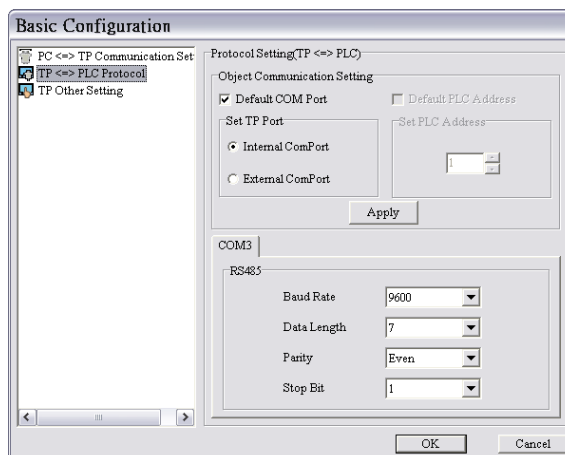 Basic Configuration
PC <=> TP Communication Set
TP <=> PLC Protocol
TP Other Setting
Protocol Setting(TP <=> PLC)
Object Communication Setting
Default COM Port
Default PLC Address
Set TP Port
Internal ComPort
External ComPort
Set PLC Address
1
Apply
COM3
RS485
Baud Rate 9600
Data Length 7
Parity Even
Stop Bit 1
OK Cancel